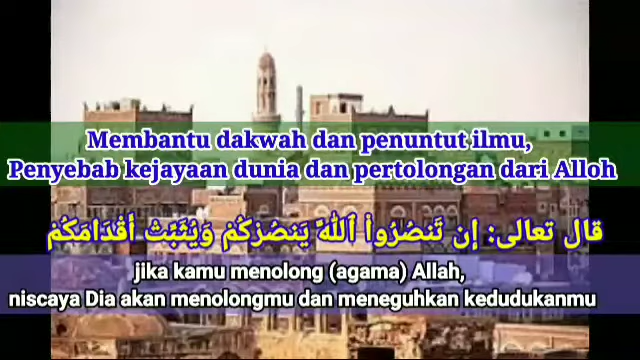 Membantu dakwah dan penuntut ilmu,
Penyebab kejayaan dunia dan pertolongan dari Alloh
قال تعالى: إِن تَنصُرُوا۟ ٱللَّهَ يَنصُرْكُمْ وَيُثَبِّتْ أَقْدَامَكُمْ
jika kamu menolong (agama) Allah,
niscaya Dia akan menolongmu dan meneguhkan kedudukanmu